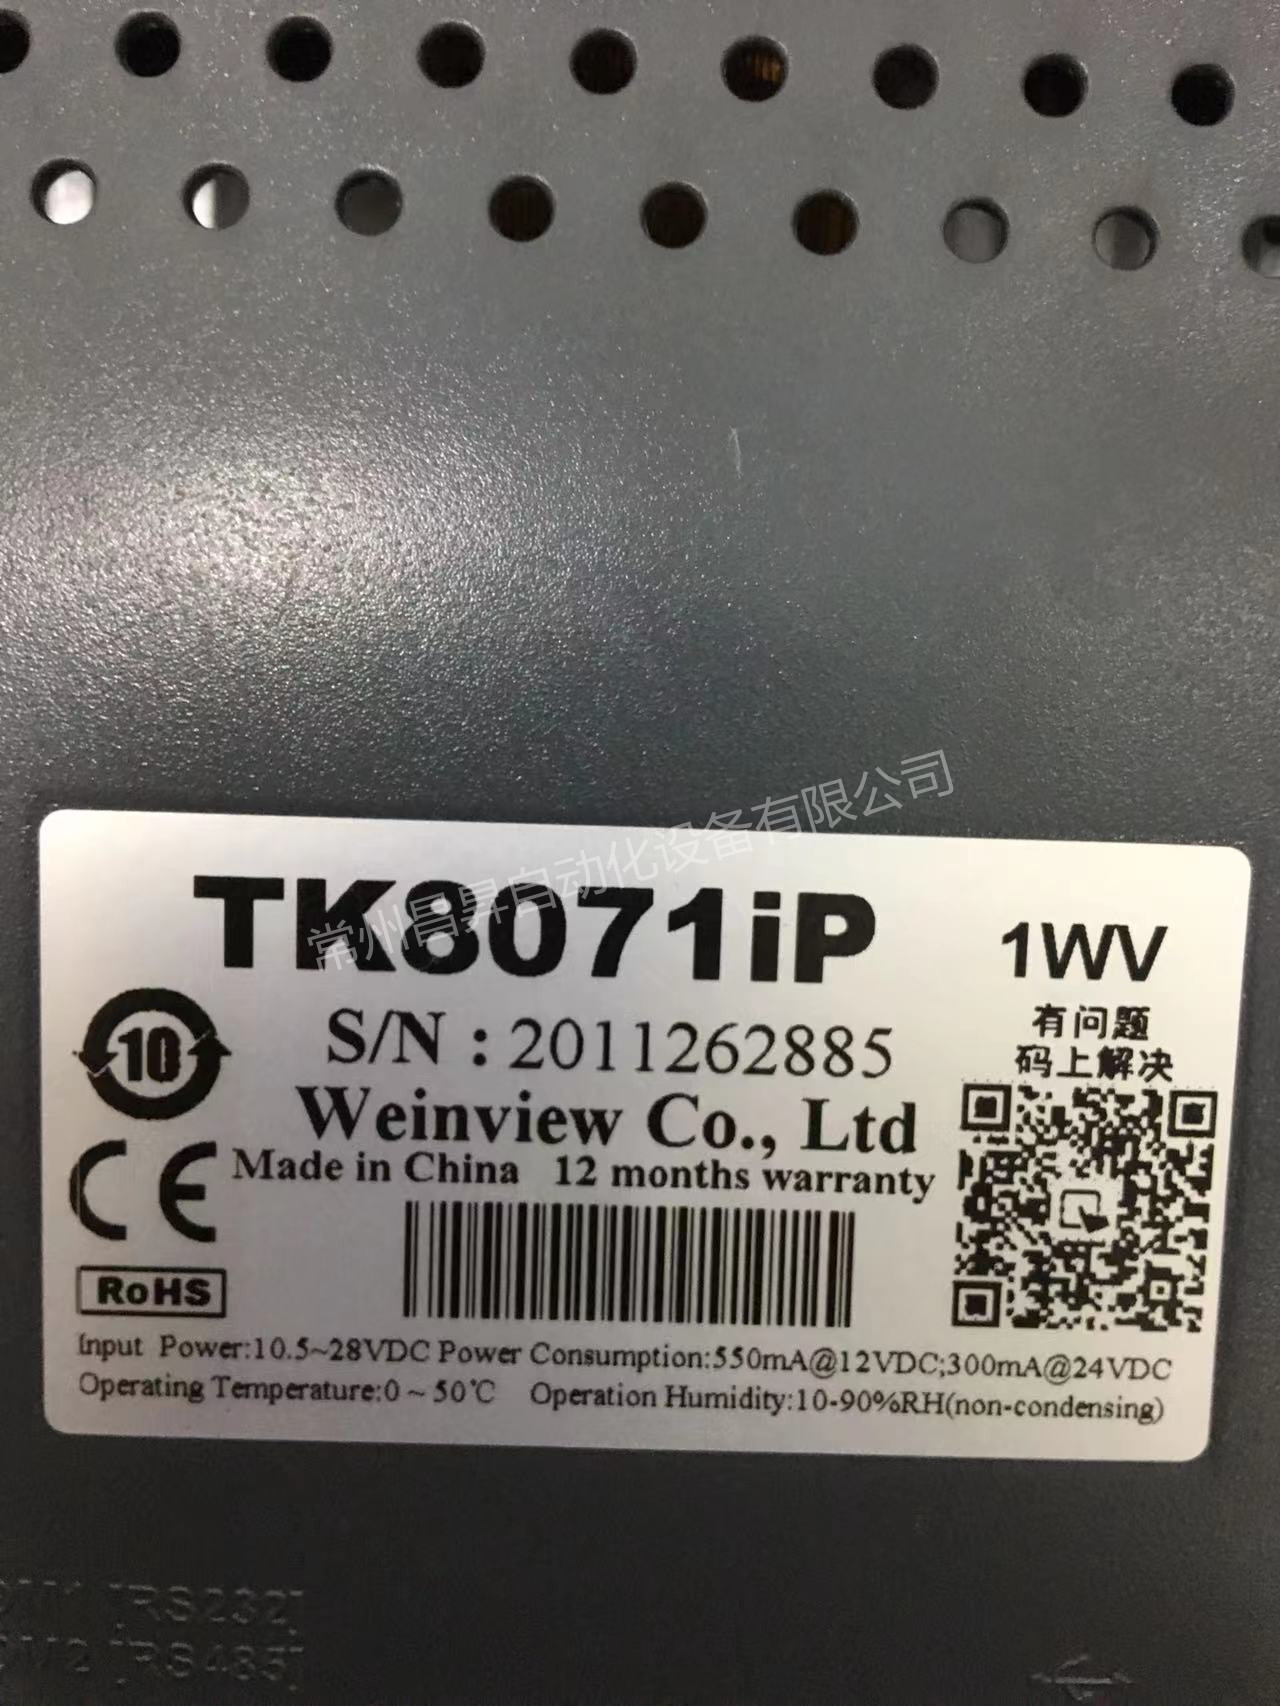 常州昌昇自动化设备有限公司
TK8071iP
1WV
有问题
码上解决
10
S/N : 2011262885
Weinview Co., Ltd
Made in China 12 months warranty
CE
RoHS
Input Power:10.5~28VDC Power Consumption:550mA@12VDC;300mA@24VDC
Operating Temperature:0 ~ 50℃ Operation Humidity:10-90%RH(non-condensing)
[RS232]
[RS485]